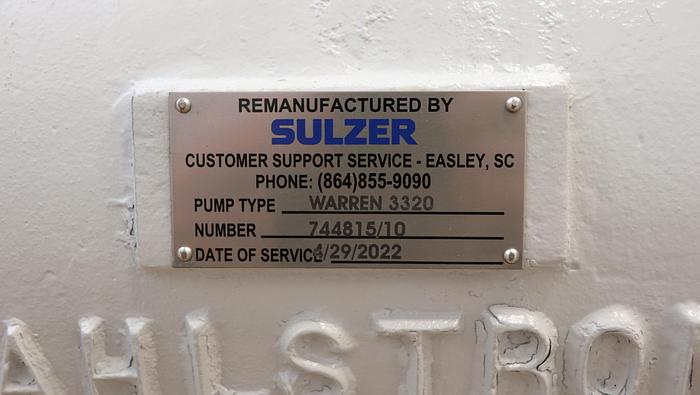 REMANUFACTURED BY
SULZER
CUSTOMER SUPPORT SERVICE - EASLEY, SC
PHONE: (864)855-9090
PUMP TYPE WARREN 3320
NUMBER 744815/10
DATE OF SERVICE 4/29/2022
AHLSTRO